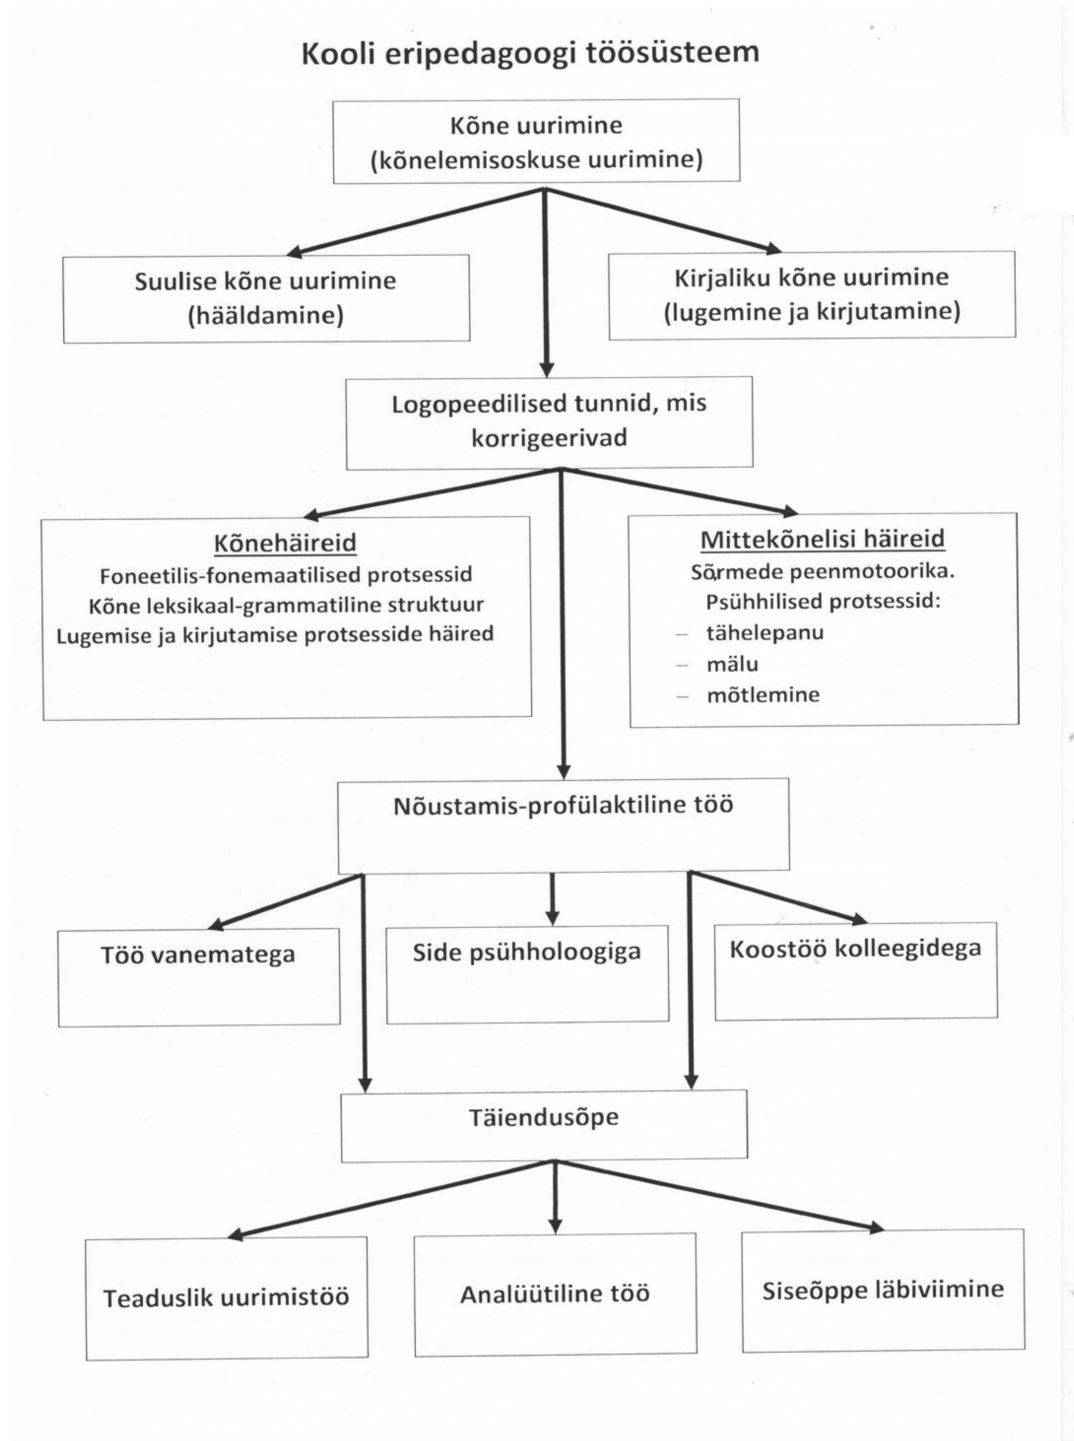 Kooli eripedagoogi töösüsteem
Kõne uurimine
(kõnelemisoskuse uurimine)
Suulise kõne uurimine
(hääldamine)
Kirjaliku kõne uurimine
(lugemine ja kirjutamine)
Logopeedilised tunnid, mis
korrigeerivad
Kõnehäireid
Foneetilis-fonemaatilised protsessid
Kõne leksikaal-grammatiline struktuur
Lugemise ja kirjutamise protsesside häired
Mittekõnelisi häireid
Sõrmede peenmotoorika.
Psühhilised protsessid:
– tähelepanu
– mälu
– mõtlemine
Nõustamis-profülaktiline töö
Töö vanematega
Side psühholoogiga
Koostöö kolleegidega
Täiendusõpe
Teaduslik uurimistöö
Analüütiline töö
Siseõppe läbiviimine